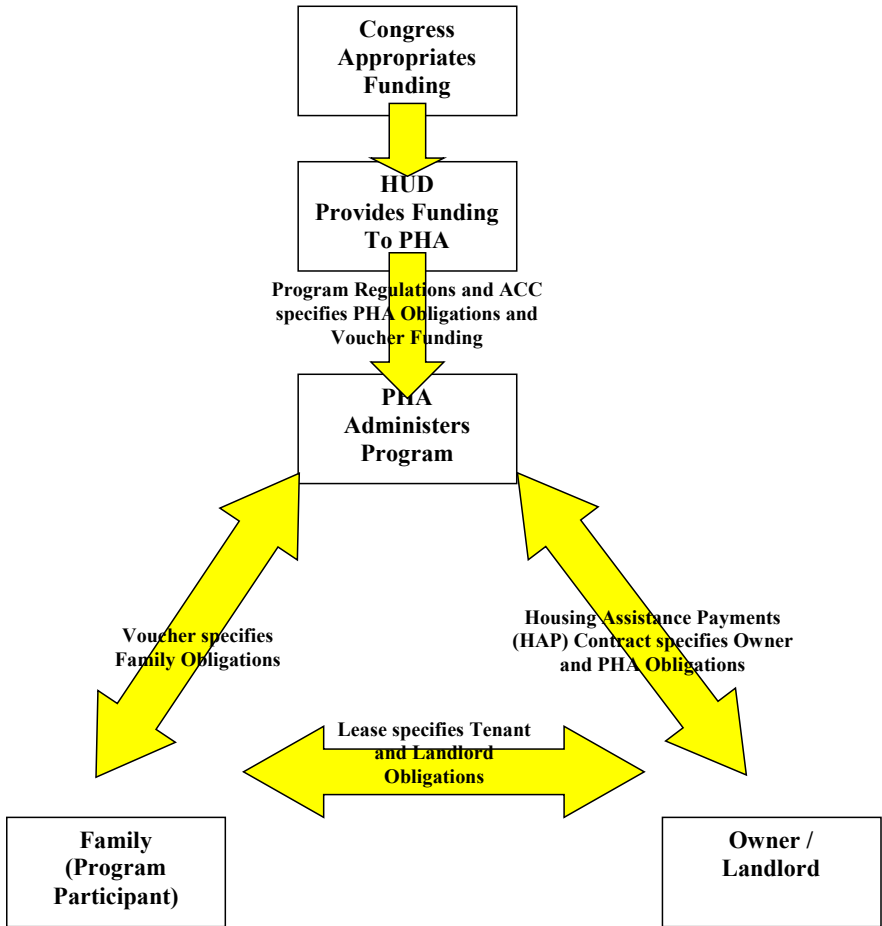 Congress
Appropriates
Funding
HUD
Provides Funding
To PHA
Program Regulations and ACC
specifies PHA Obligations and
Voucher Funding
PHA
Administers
Program
Voucher specifies
Family Obligations
Housing Assistance Payments
(HAP) Contract specifies Owner
and PHA Obligations
Lease specifies Tenant
and Landlord
Obligations
Family
(Program
Participant)
Owner /
Landlord